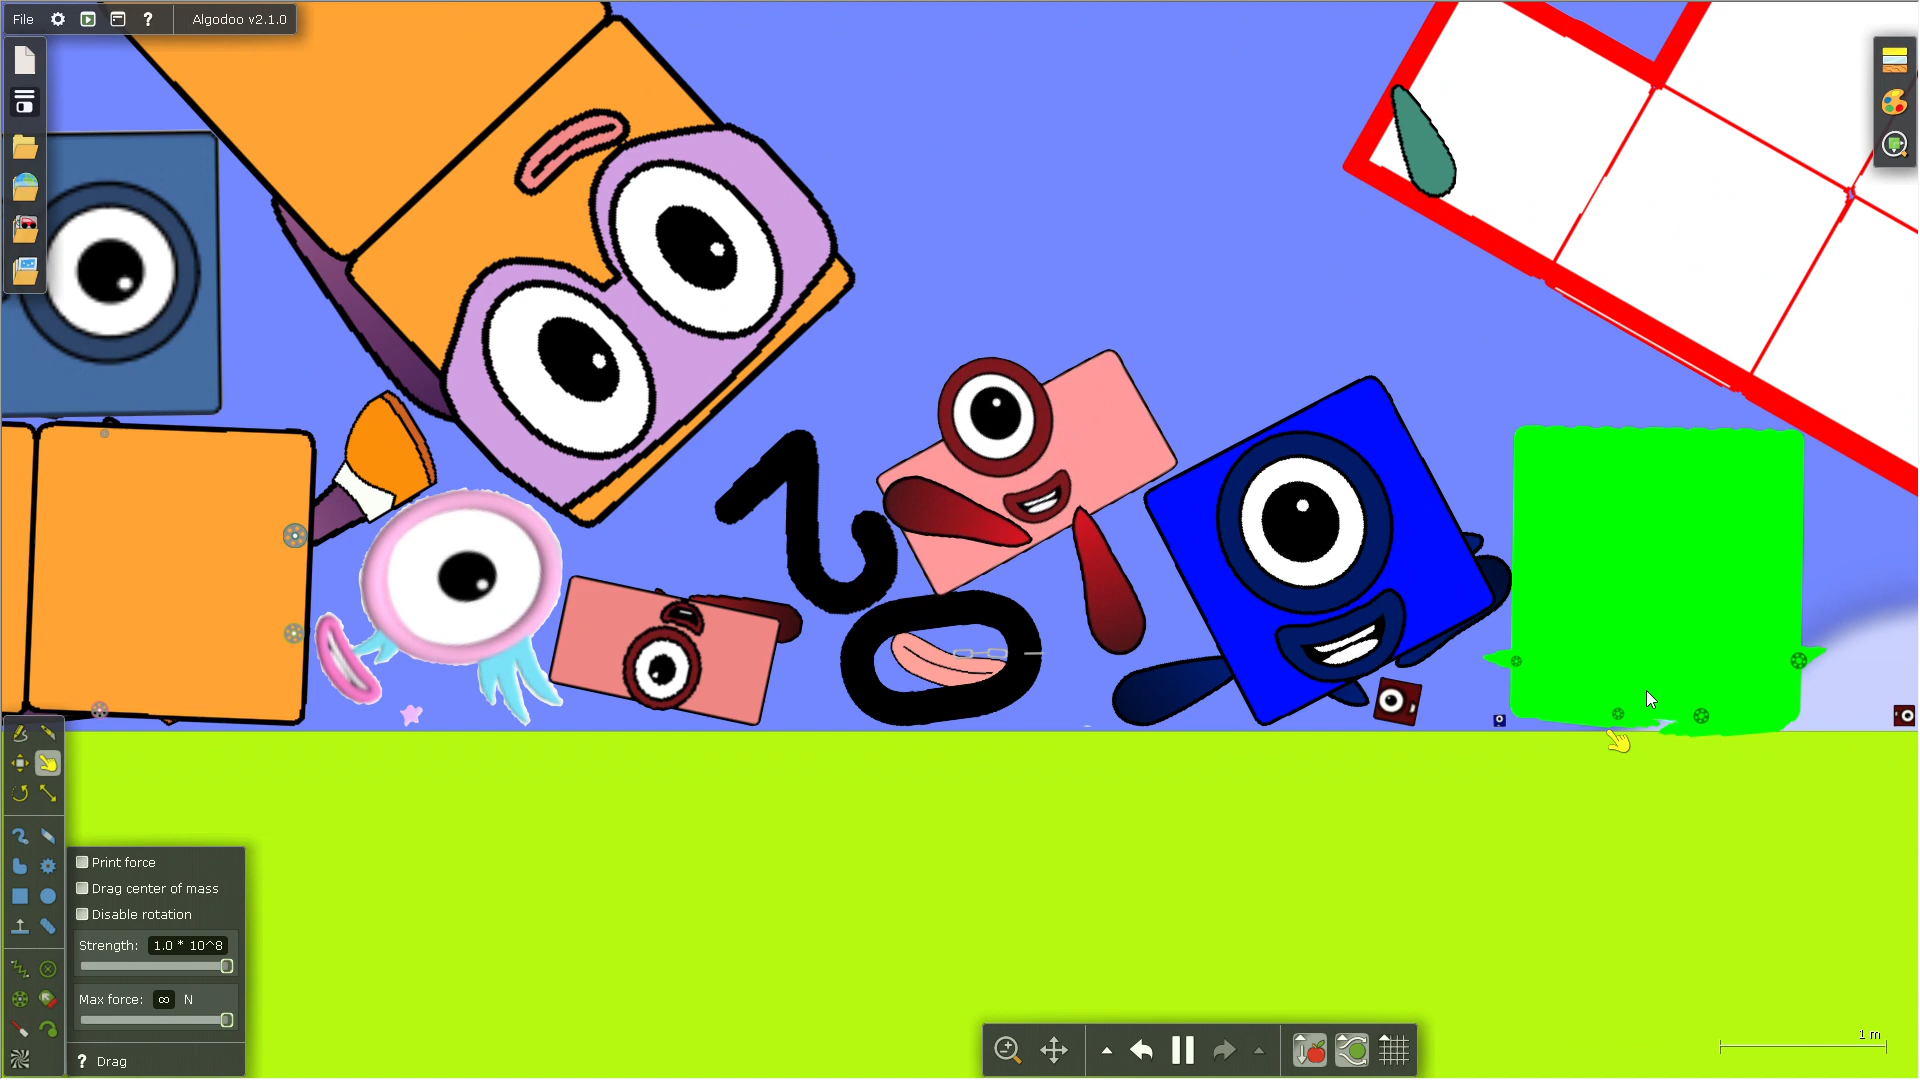 File ? Algodoo v2.1.0
Print force
Drag center of mass
Disable rotation
Strength: 1.0 * 10^8
Max force: ∞ N
? Drag
1 m